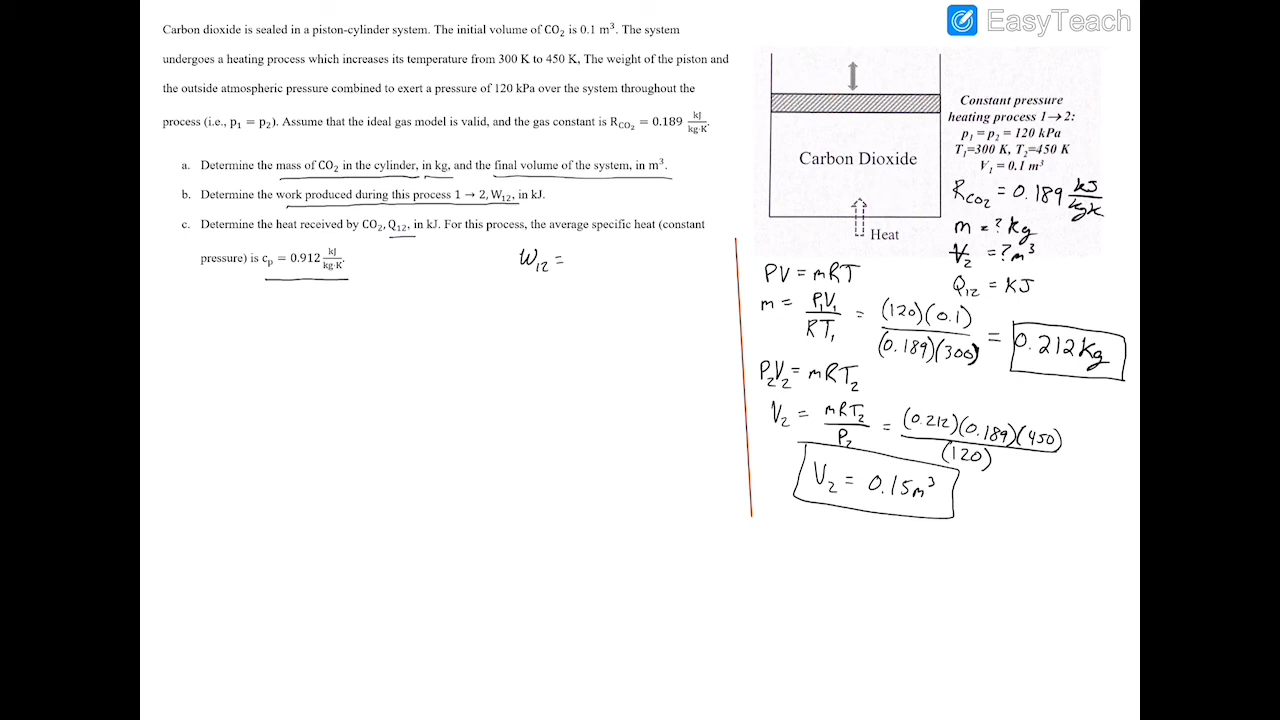 EasyTeach
Carbon dioxide is sealed in a piston-cylinder system. The initial volume of CO₂ is 0.1 m³. The system
undergoes a heating process which increases its temperature from 300 K to 450 K, The weight of the piston and
the outside atmospheric pressure combined to exert a pressure of 120 kPa over the system throughout the
process (i.e., p₁ = p₂). Assume that the ideal gas model is valid, and the gas constant is R_CO₂ = 0.189 kJ/kg·K.
a. Determine the mass of CO₂ in the cylinder, in kg, and the final volume of the system, in m³.
b. Determine the work produced during this process 1 → 2, W₁₂, in kJ.
c. Determine the heat received by CO₂, Q₁₂, in kJ. For this process, the average specific heat (constant
pressure) is c_p = 0.912 kJ/kg·K.
W₁₂ =
Carbon Dioxide
Heat
Constant pressure
heating process 1→2:
p₁ = p₂ = 120 kPa
T₁=300 K, T₂=450 K
V₁ = 0.1 m³
R_CO₂ = 0.189 kJ/kgK
m = ? kg
V₂ = ? m³
Q₁₂ = KJ
PV = mRT
m = P₁V₁/RT₁ = (120)(0.1)/(0.189)(300) = 0.212 kg
P₂V₂ = mRT₂
V₂ = mRT₂/P₂ = (0.212)(0.189)(450)/(120)
V₂ = 0.15 m³